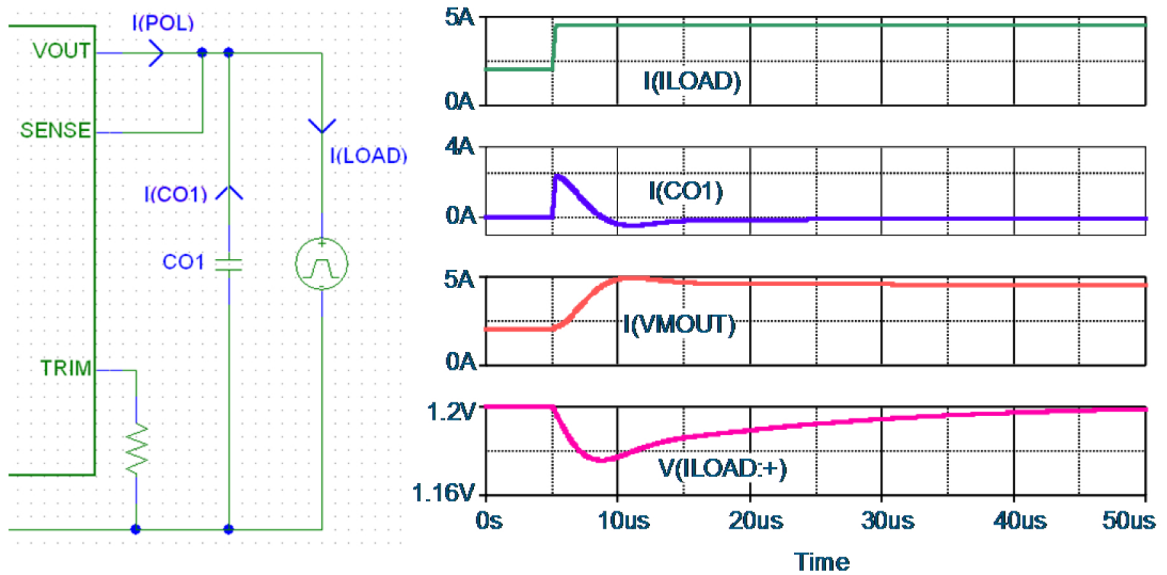 I(POL)
VOUT
SENSE
I(LOAD)
I(CO1)
CO1
TRIM
5A
I(ILOAD)
0A
4A
I(CO1)
0A
5A
I(VMOUT)
0A
1.2V
V(ILOAD:+)
1.16V
0s 10us 20us 30us 40us 50us
Time